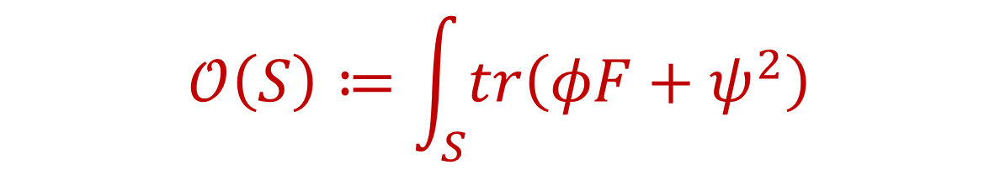 𝒪(S) ≔ ∫_S tr(ϕF + ψ²)